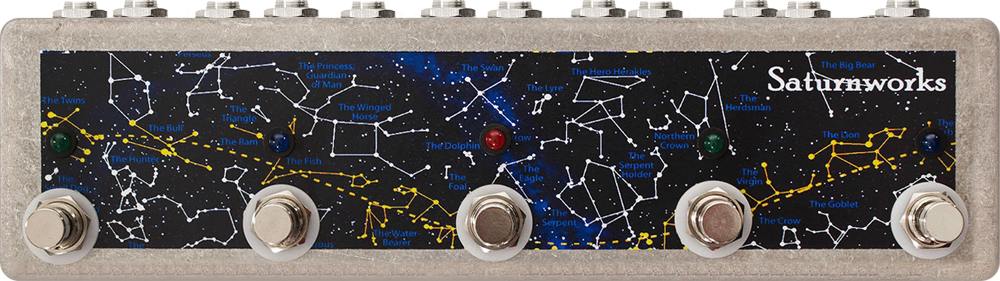 Saturnworks
The Princess,
Guardian
of Man
The Swan
The Hero Herakles
The Big Bear
The Twins
The
Triangle
The Winged
Horse
The Lyre
The
Herdsman
The Bull
The Ram
The Dolphin
Northern
Crown
The Lion
The Hunter
The Fish
The
Foal
The
Eagle
The
Serpent
Holder
The
Virgin
The
Serpent
The Goblet
The Crow
The Water-
Bearer